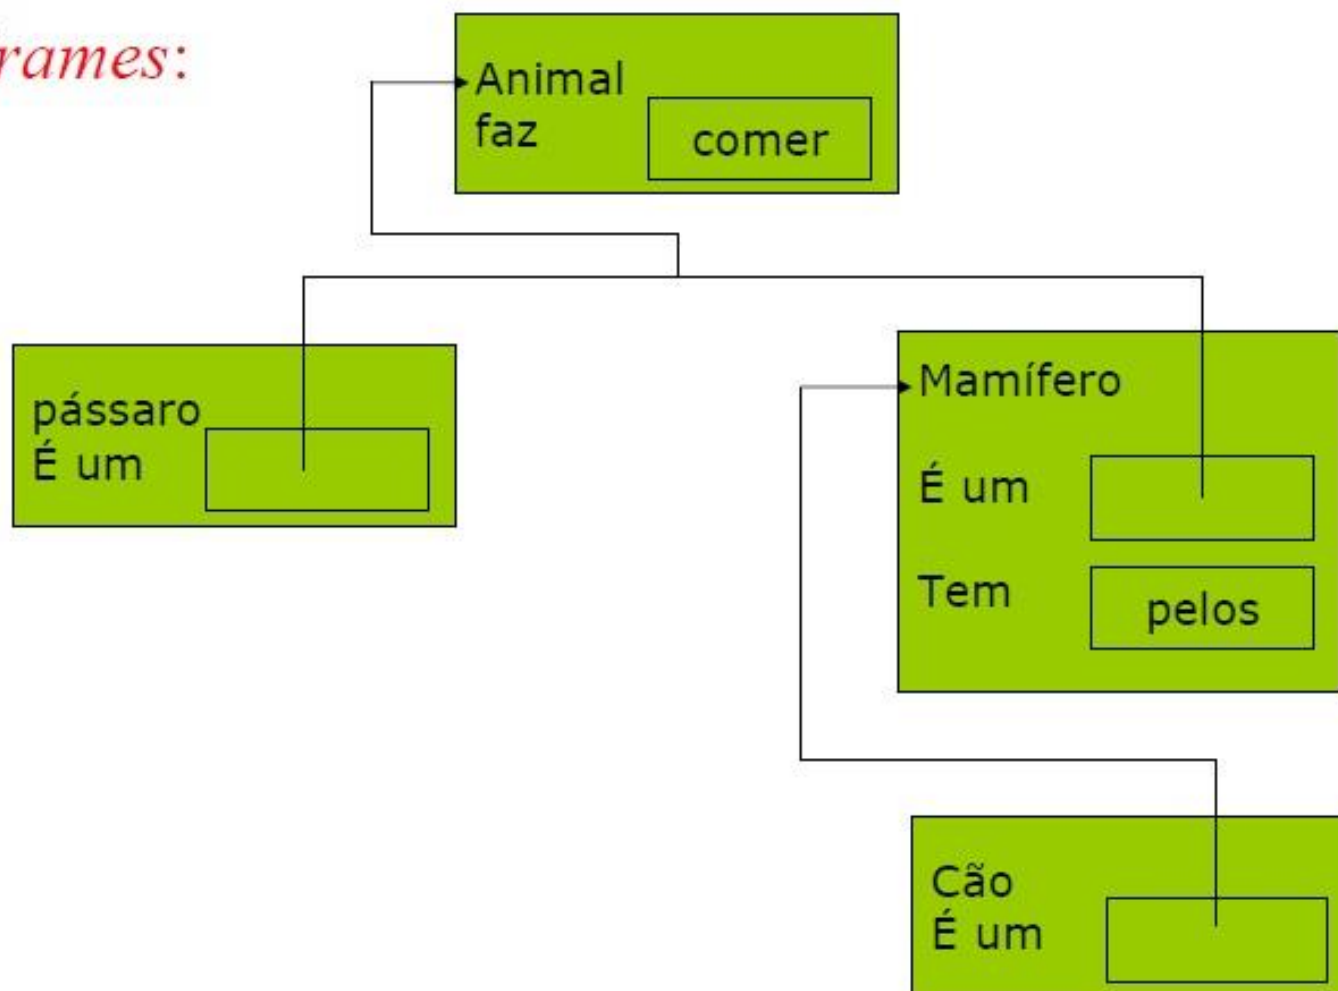 rames:
Animal
faz
comer
pássaro
É um
Mamífero
É um
Tem
pelos
Cão
É um